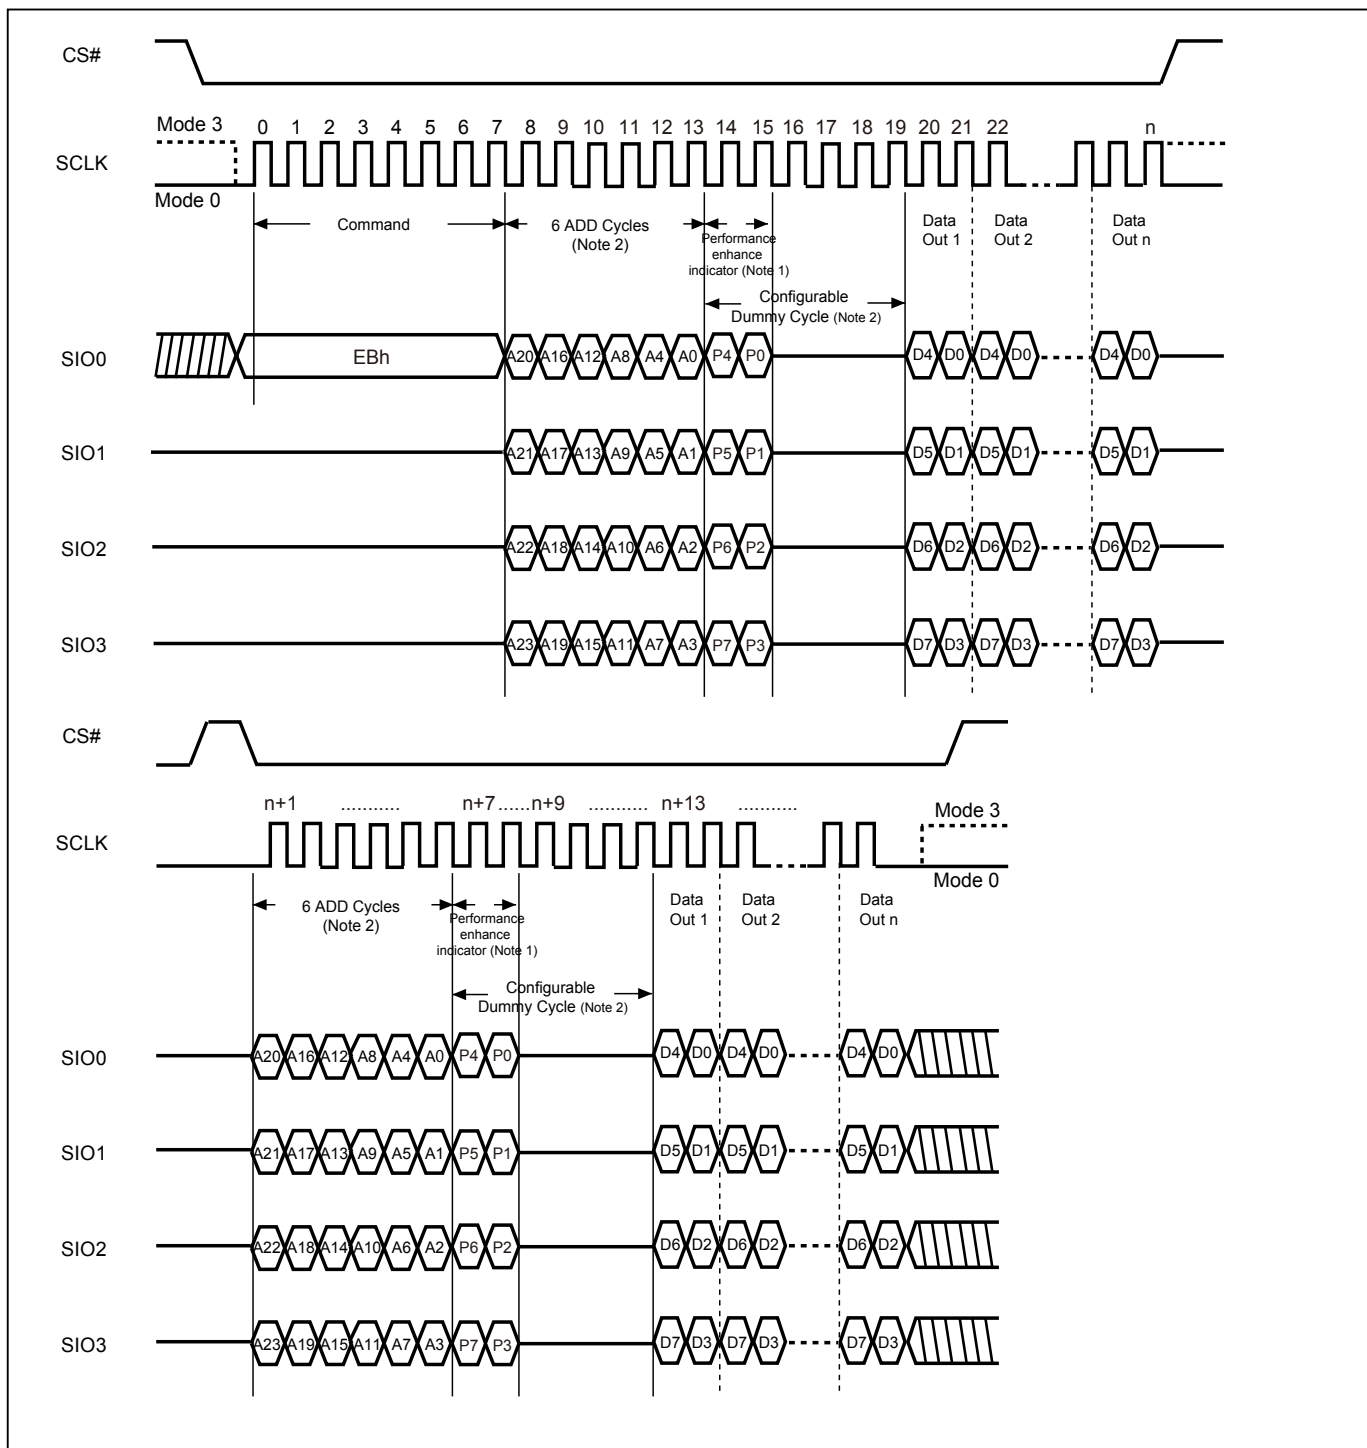 CS#
Mode 3
0 1 2 3 4 5 6 7 8 9 10 11 12 13 14 15 16 17 18 19 20 21 22 n
SCLK
Mode 0
Command
6 ADD Cycles
(Note 2)
Performance
enhance
indicator (Note 1)
Data
Out 1
Data
Out 2
Data
Out n
Configurable
Dummy Cycle (Note 2)
SIO0 EBh A20 A16 A12 A8 A4 A0 P4 P0 D4 D0 D4 D0 D4 D0
SIO1 A21 A17 A13 A9 A5 A1 P5 P1 D5 D1 D5 D1 D5 D1
SIO2 A22 A18 A14 A10 A6 A2 P6 P2 D6 D2 D6 D2 D6 D2
SIO3 A23 A19 A15 A11 A7 A3 P7 P3 D7 D3 D7 D3 D7 D3
CS#
n+1 ........... n+7 ......n+9 ........... n+13 ...........
Mode 3
SCLK
Mode 0
6 ADD Cycles
(Note 2)
Performance
enhance
indicator (Note 1)
Data
Out 1
Data
Out 2
Data
Out n
Configurable
Dummy Cycle (Note 2)
SIO0 A20 A16 A12 A8 A4 A0 P4 P0 D4 D0 D4 D0 D4 D0
SIO1 A21 A17 A13 A9 A5 A1 P5 P1 D5 D1 D5 D1 D5 D1
SIO2 A22 A18 A14 A10 A6 A2 P6 P2 D6 D2 D6 D2 D6 D2
SIO3 A23 A19 A15 A11 A7 A3 P7 P3 D7 D3 D7 D3 D7 D3